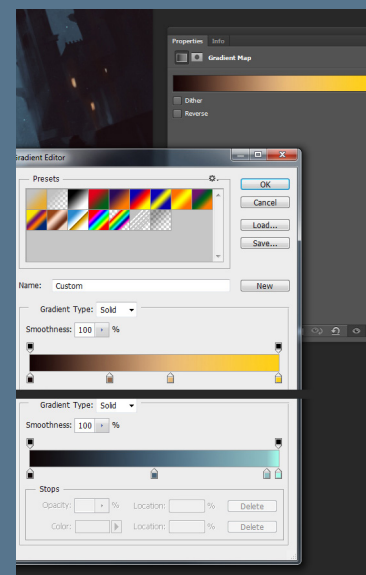 Properties Info
Gradient Map
Dither
Reverse
Gradient Editor
Presets
OK
Cancel
Load...
Save...
Name: Custom
New
Gradient Type: Solid
Smoothness: 100 %
Gradient Type: Solid
Smoothness: 100 %
Stops
Opacity: % Location: % Delete
Color: Location: % Delete